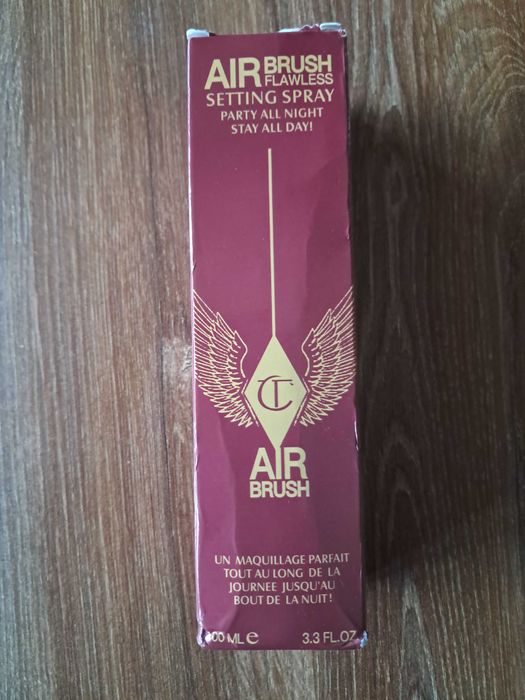 AIR BRUSH FLAWLESS
SETTING SPRAY
PARTY ALL NIGHT
STAY ALL DAY!
CT
AIR
BRUSH
UN MAQUILLAGE PARFAIT
TOUT AU LONG DE LA
JOURNEE JUSQU'AU
BOUT DE LA NUIT!
100 ML e 3.3 FL.OZ